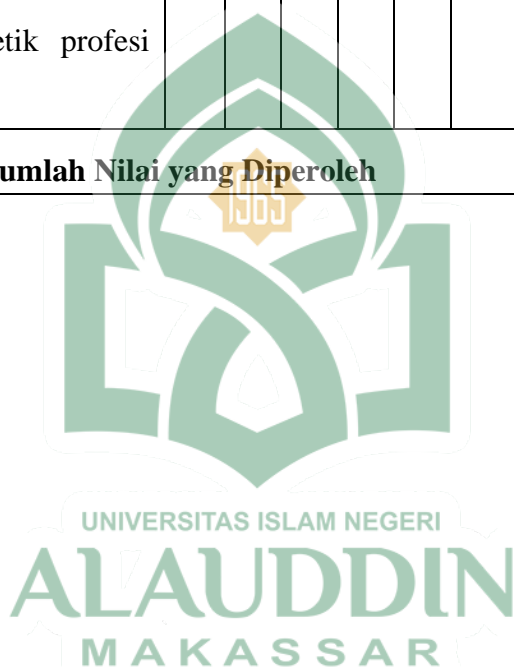 etik profesi
umlah Nilai yang Diperoleh
1965
UNIVERSITAS ISLAM NEGERI
ALAUDDIN
MAKASSAR